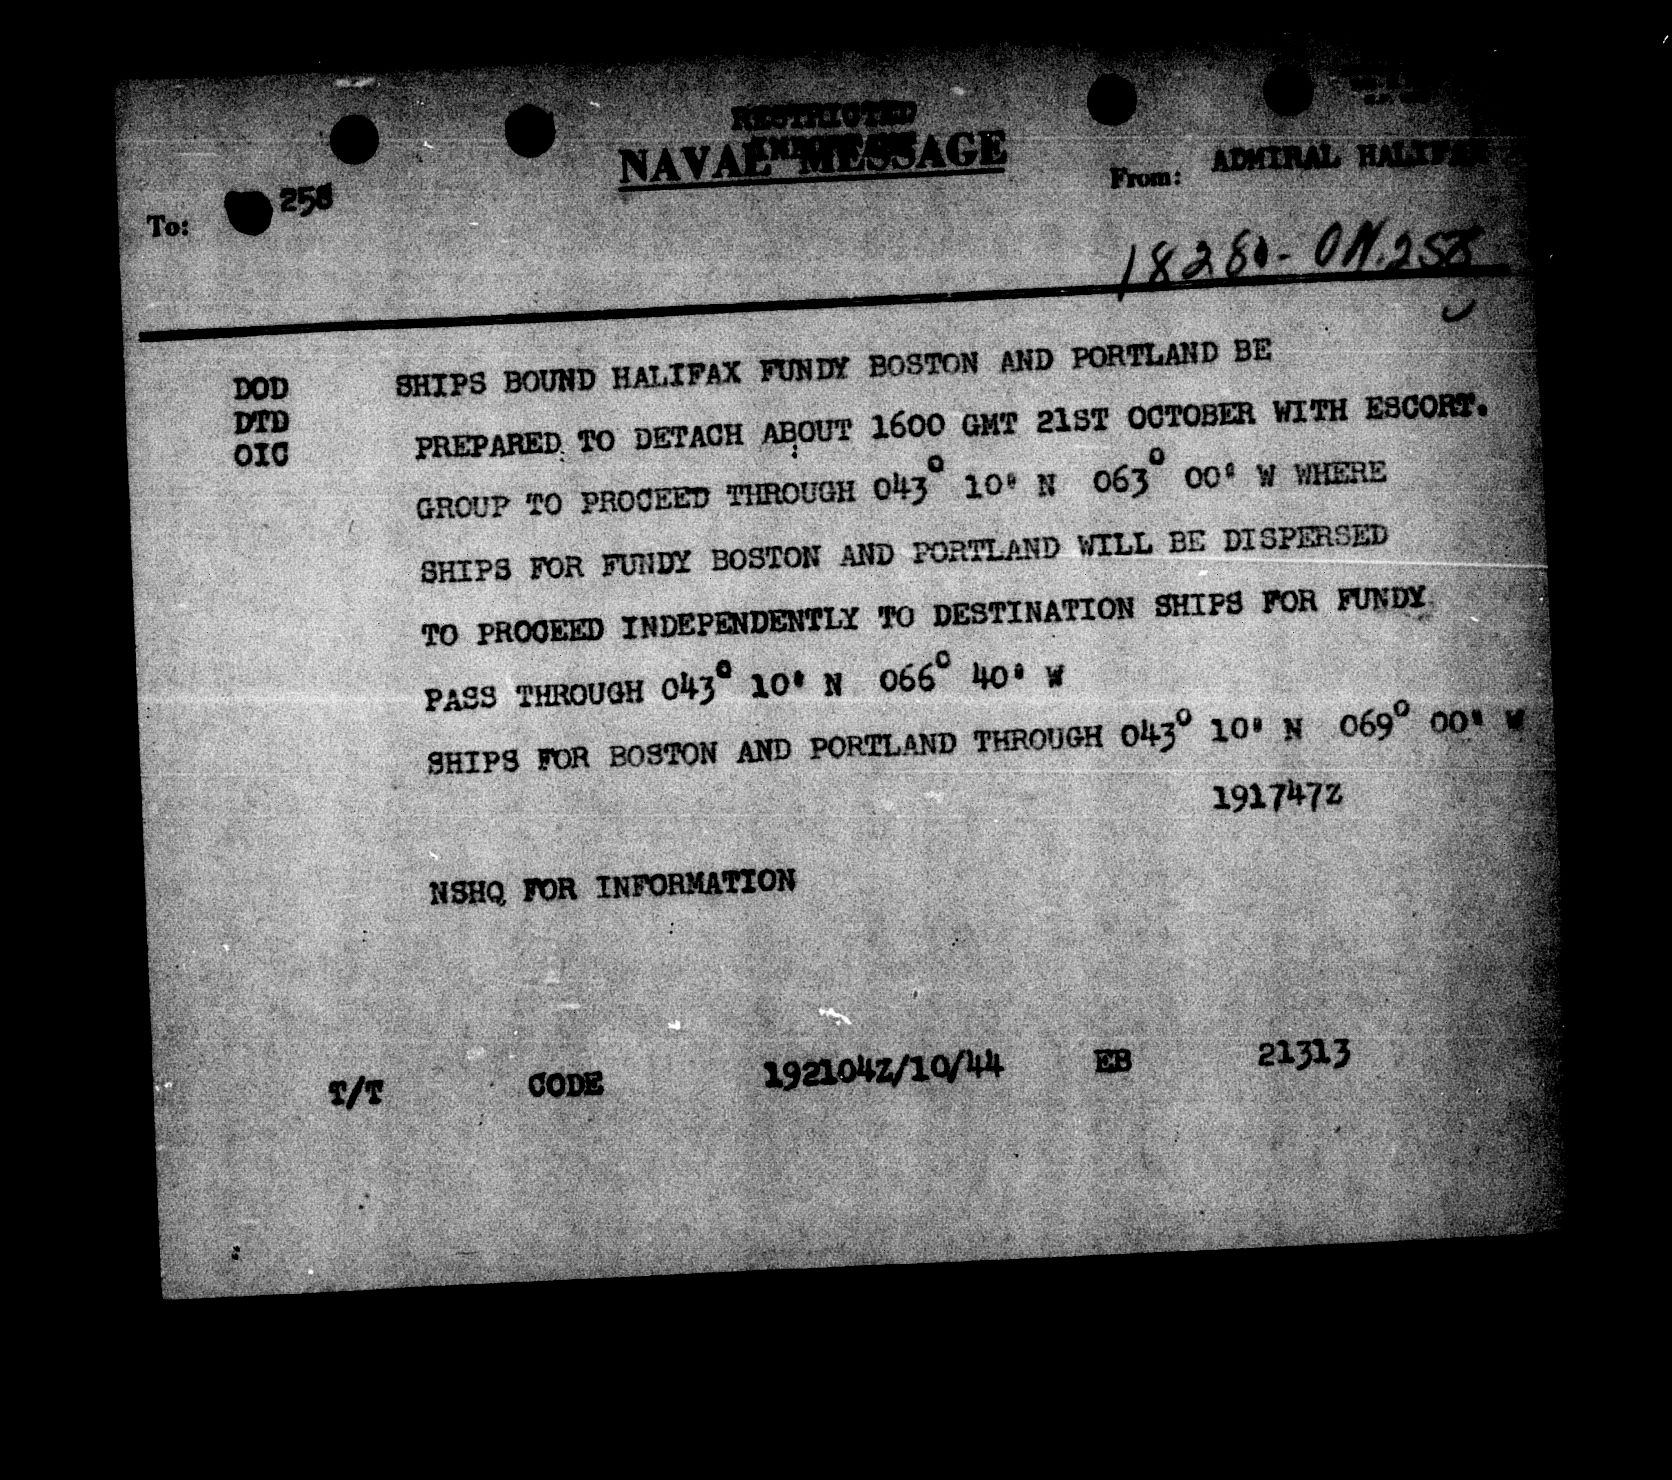 RESTRICTED
NAVAL MESSAGE
From: ADMIRAL HALIFAX
To: 258
18280-ON.258
DOD
DTD
OIC
SHIPS BOUND HALIFAX FUNDY BOSTON AND PORTLAND BE
PREPARED TO DETACH ABOUT 1600 GMT 21ST OCTOBER WITH ESCORT.
GROUP TO PROCEED THROUGH 043° 10' N 063° 00' W WHERE
SHIPS FOR FUNDY BOSTON AND PORTLAND WILL BE DISPERSED
TO PROCEED INDEPENDENTLY TO DESTINATION SHIPS FOR FUNDY
PASS THROUGH 043° 10' N 066° 40' W
SHIPS FOR BOSTON AND PORTLAND THROUGH 043° 10' N 069° 00' W
191747Z
NSHQ FOR INFORMATION
T/T CODE 192104Z/10/44 EB 21313